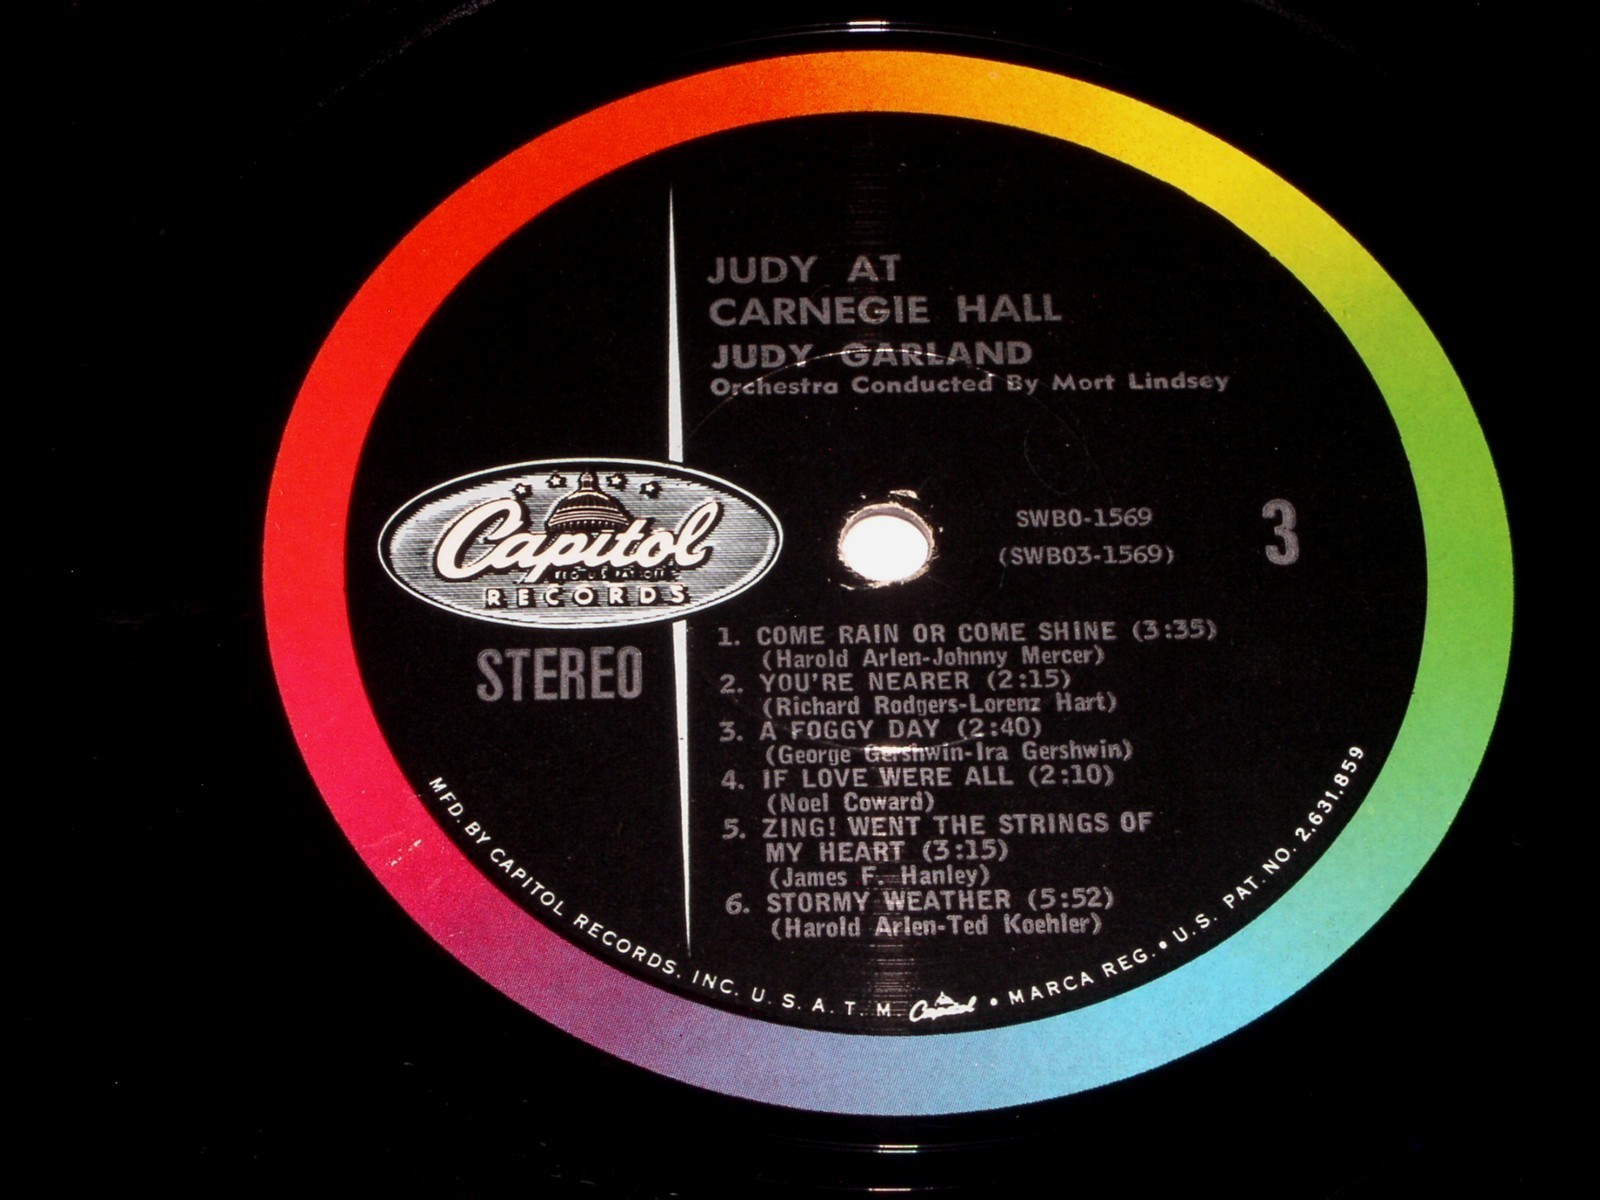 JUDY AT
CARNEGIE HALL
JUDY GARLAND
Orchestra Conducted By Mort Lindsey
Capitol
RECORDS
STEREO
SWBO-1569
(SWBO3-1569)
3
1. COME RAIN OR COME SHINE (3:35)
(Harold Arlen-Johnny Mercer)
2. YOU'RE NEARER (2:15)
(Richard Rodgers-Lorenz Hart)
3. A FOGGY DAY (2:40)
(George Gershwin-Ira Gershwin)
4. IF LOVE WERE ALL (2:10)
(Noel Coward)
5. ZING! WENT THE STRINGS OF
MY HEART (3:15)
(James F. Hanley)
6. STORMY WEATHER (5:52)
(Harold Arlen-Ted Koehler)
MFD. BY CAPITOL RECORDS, INC. U. S. A. T. M. Capitol • MARCA REG. • U.S. PAT. NO. 2,631,859